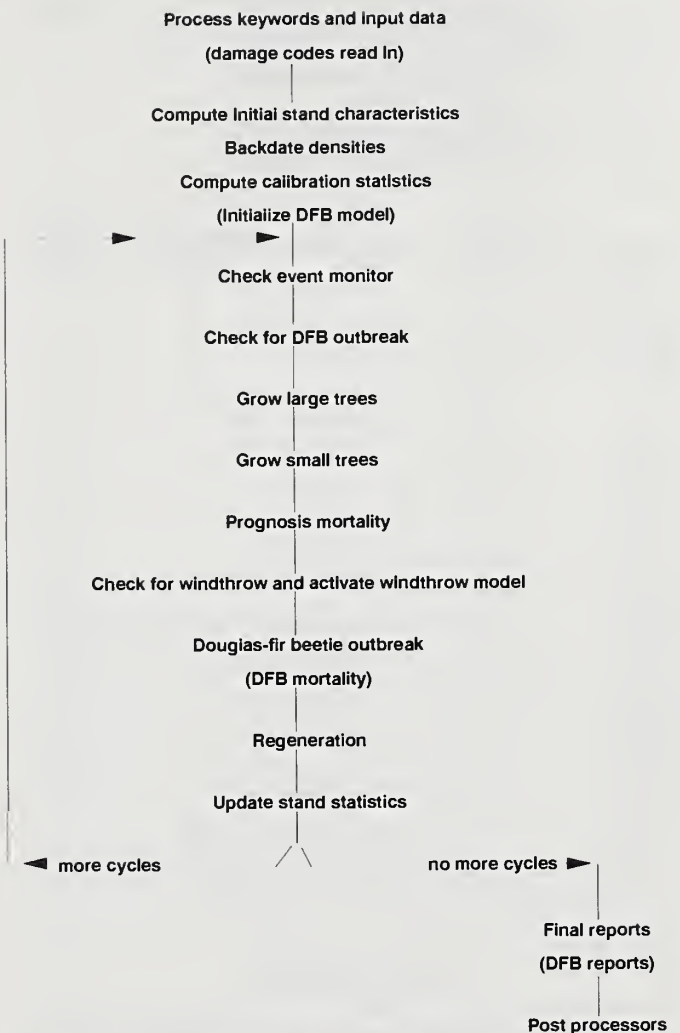 Process keywords and input data
(damage codes read in)
Compute initial stand characteristics
Backdate densities
Compute calibration statistics
(Initialize DFB model)
Check event monitor
Check for DFB outbreak
Grow large trees
Grow small trees
Prognosis mortality
Check for windthrow and activate windthrow model
Douglas-fir beetle outbreak
(DFB mortality)
Regeneration
Update stand statistics
more cycles
no more cycles
Final reports
(DFB reports)
Post processors